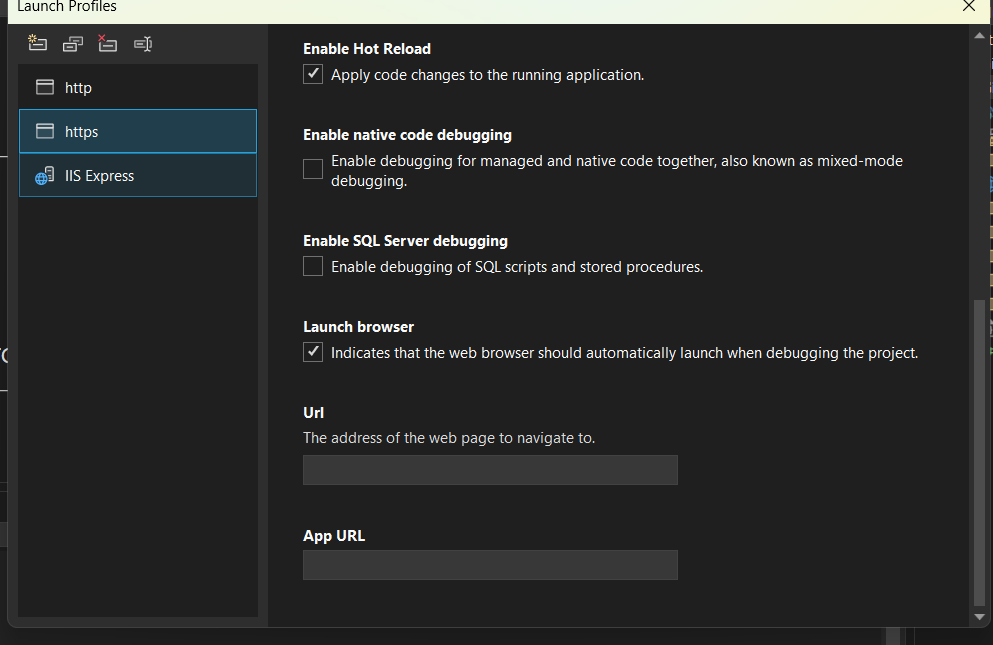 Launch Profiles
http
https
IIS Express
Enable Hot Reload
Apply code changes to the running application.
Enable native code debugging
Enable debugging for managed and native code together, also known as mixed-mode
debugging.
Enable SQL Server debugging
Enable debugging of SQL scripts and stored procedures.
Launch browser
Indicates that the web browser should automatically launch when debugging the project.
Url
The address of the web page to navigate to.
App URL